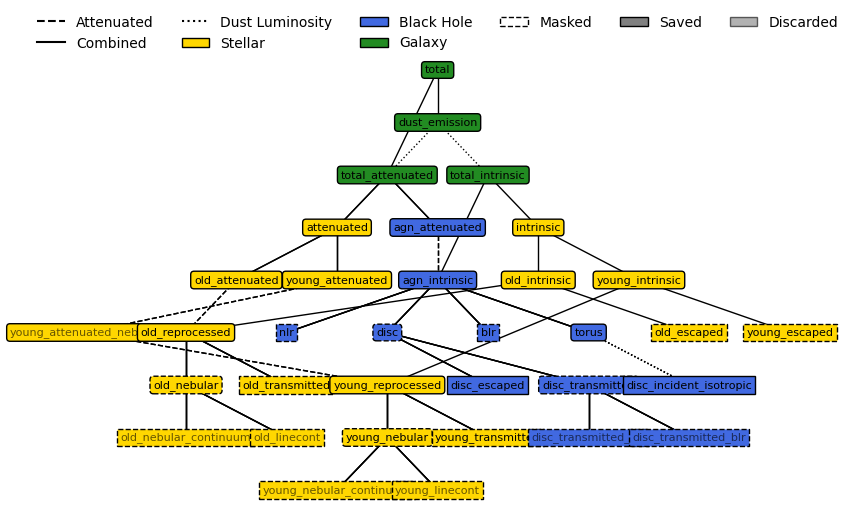 Attenuated Dust Luminosity Black Hole Masked Saved Discarded
Combined Stellar Galaxy
total
dust_emission
total_attenuated total_intrinsic
attenuated agn_attenuated intrinsic
old_attenuated young_attenuated agn_intrinsic old_intrinsic young_intrinsic
young_attenuated_neb old_reprocessed nlr disc blr torus old_escaped young_escaped
old_nebular old_transmitted young_reprocessed disc_escaped disc_transmitte disc_incident_isotropic
old_nebular_continuum old_linecont young_nebular young_transmitte disc_transmitted disc_transmitted_blr
young_nebular_continu young_linecont